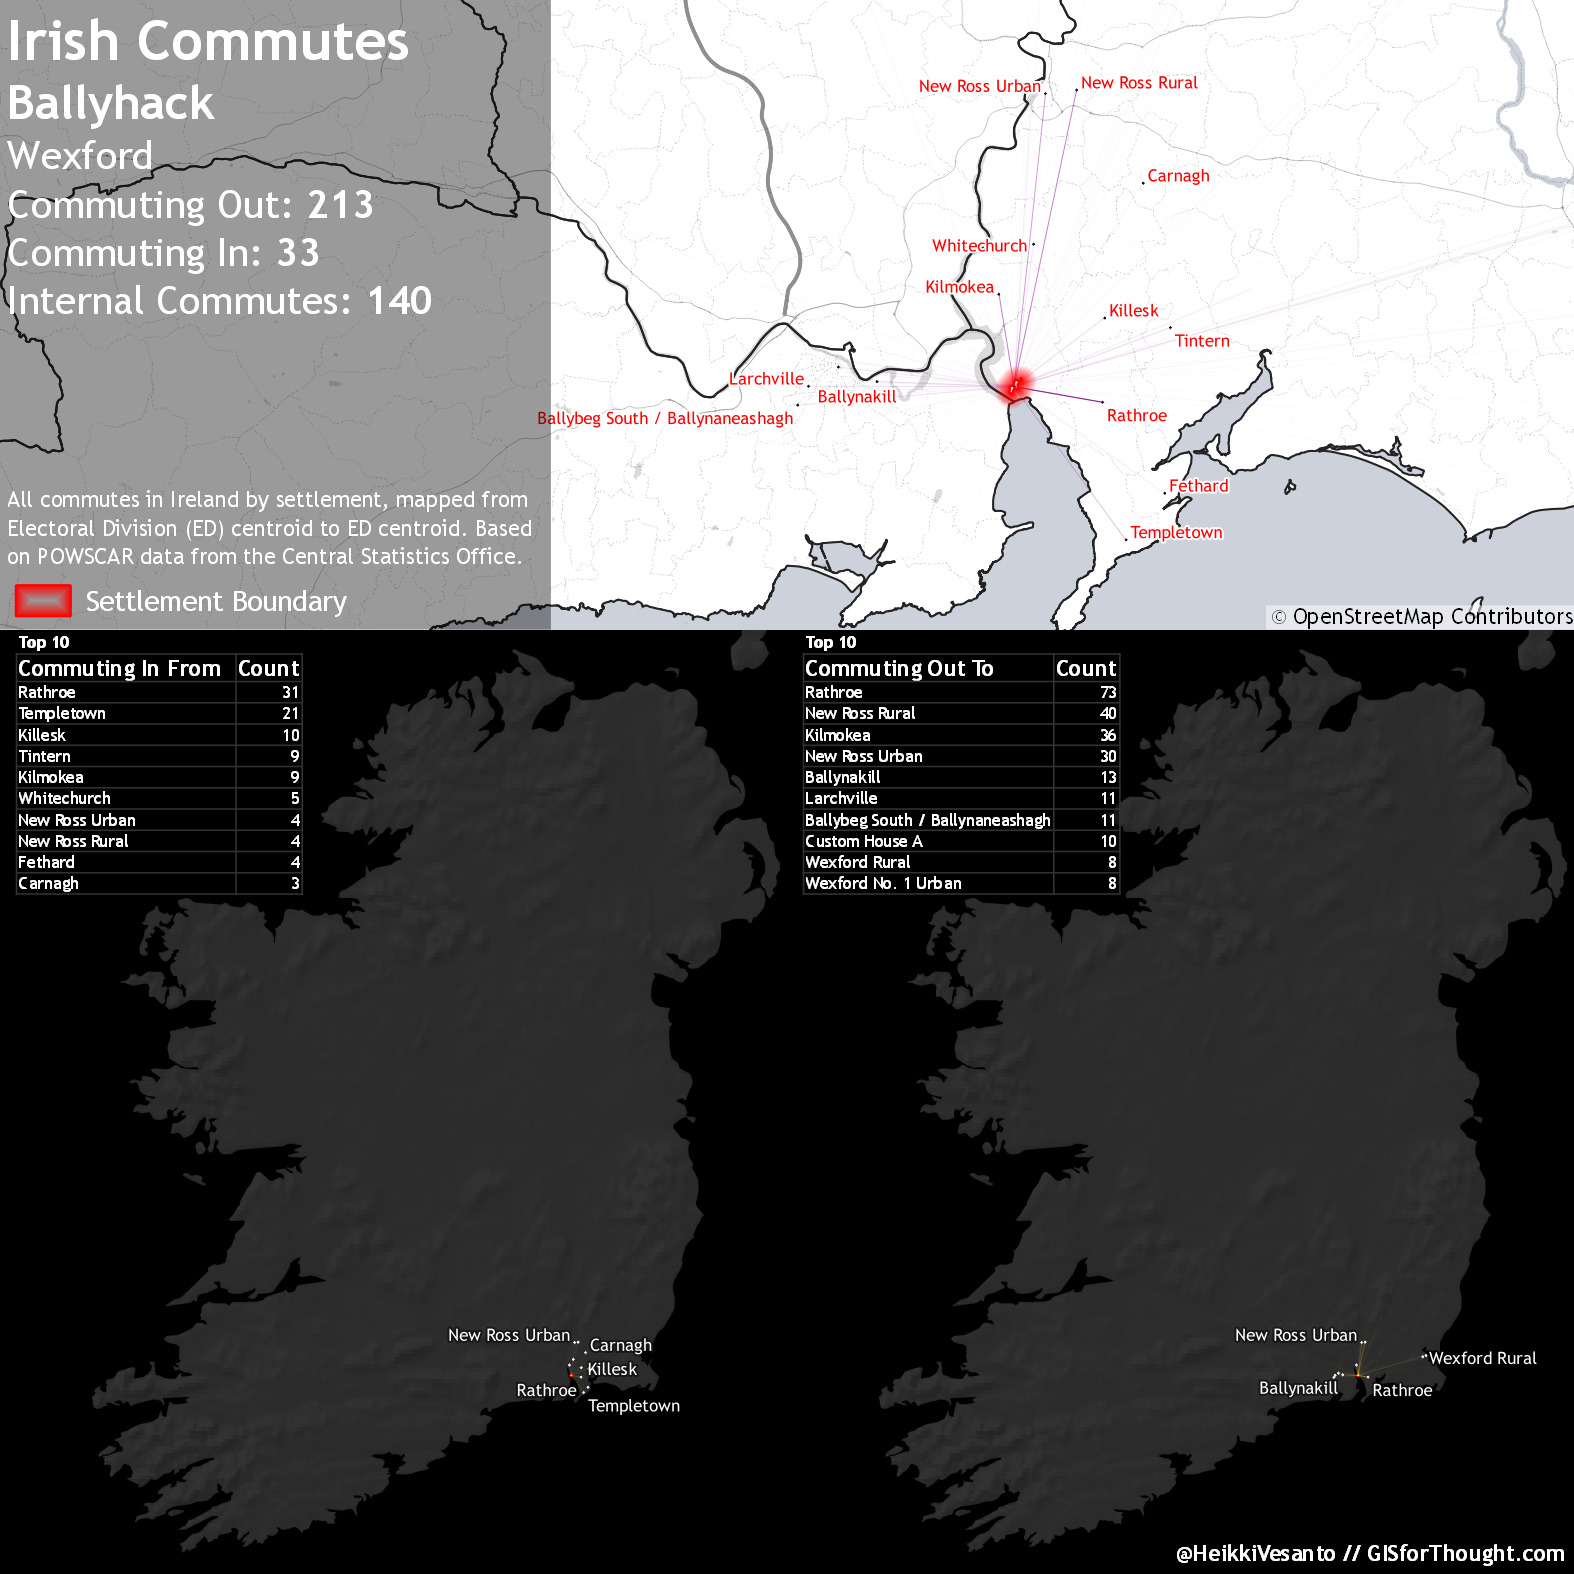 Irish Commutes
Ballyhack
Wexford
Commuting Out: 213
Commuting In: 33
Internal Commutes: 140
All commutes in Ireland by settlement, mapped from
Electoral Division (ED) centroid to ED centroid. Based
on POWSCAR data from the Central Statistics Office.
Settlement Boundary
New Ross Urban
New Ross Rural
Carnagh
Whitechurch
Kilmokea
Killesk
Tintern
Larchville
Ballynakill
Ballybeg South / Ballynaneashagh
Rathroe
Fethard
Templetown
© OpenStreetMap Contributors
Top 10
Commuting In From Count
Rathroe 31
Templetown 21
Killesk 10
Tintern 9
Kilmokea 9
Whitechurch 5
New Ross Urban 4
New Ross Rural 4
Fethard 4
Carnagh 3
New Ross Urban
Carnagh
Killesk
Rathroe
Templetown
Top 10
Commuting Out To Count
Rathroe 73
New Ross Rural 40
Kilmokea 36
New Ross Urban 30
Ballynakill 13
Larchville 11
Ballybeg South / Ballynaneashagh 11
Custom House A 10
Wexford Rural 8
Wexford No. 1 Urban 8
New Ross Urban
Wexford Rural
Ballynakill
Rathroe
@HeikkiVesanto // GISforThought.com